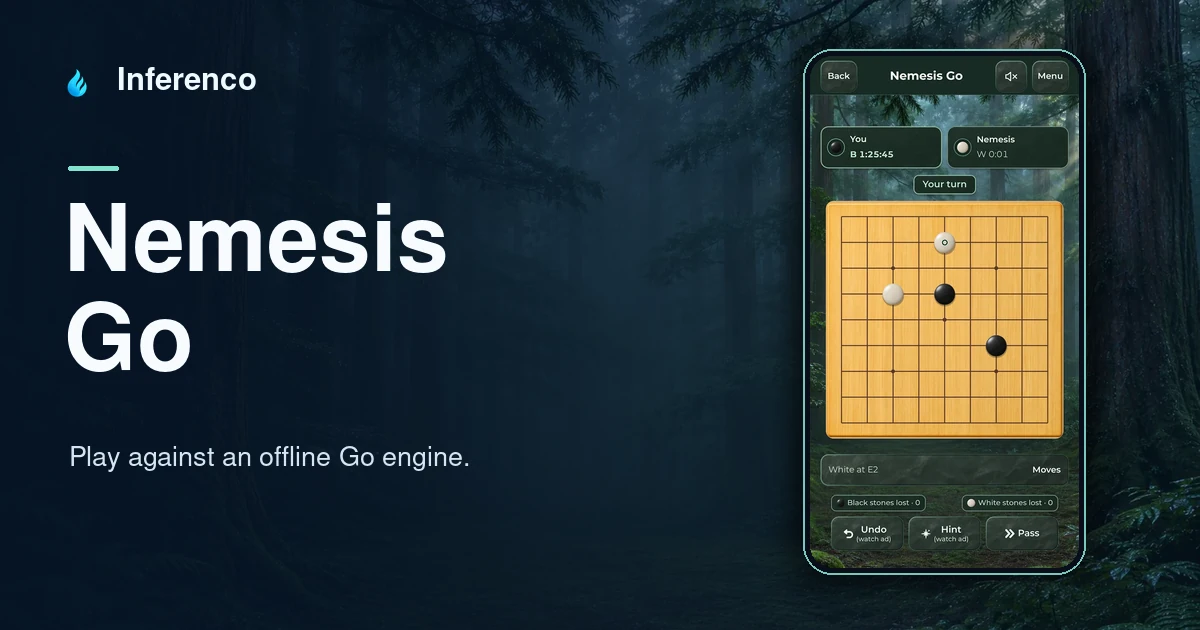 Inferenco
Nemesis
Go
Play against an offline Go engine.
Back
Nemesis Go
Menu
You
B 1:25:45
Nemesis
W 0:01
Your turn
White at E2
Moves
Black stones lost · 0
White stones lost · 0
Undo
(watch ad)
Hint
(watch ad)
Pass